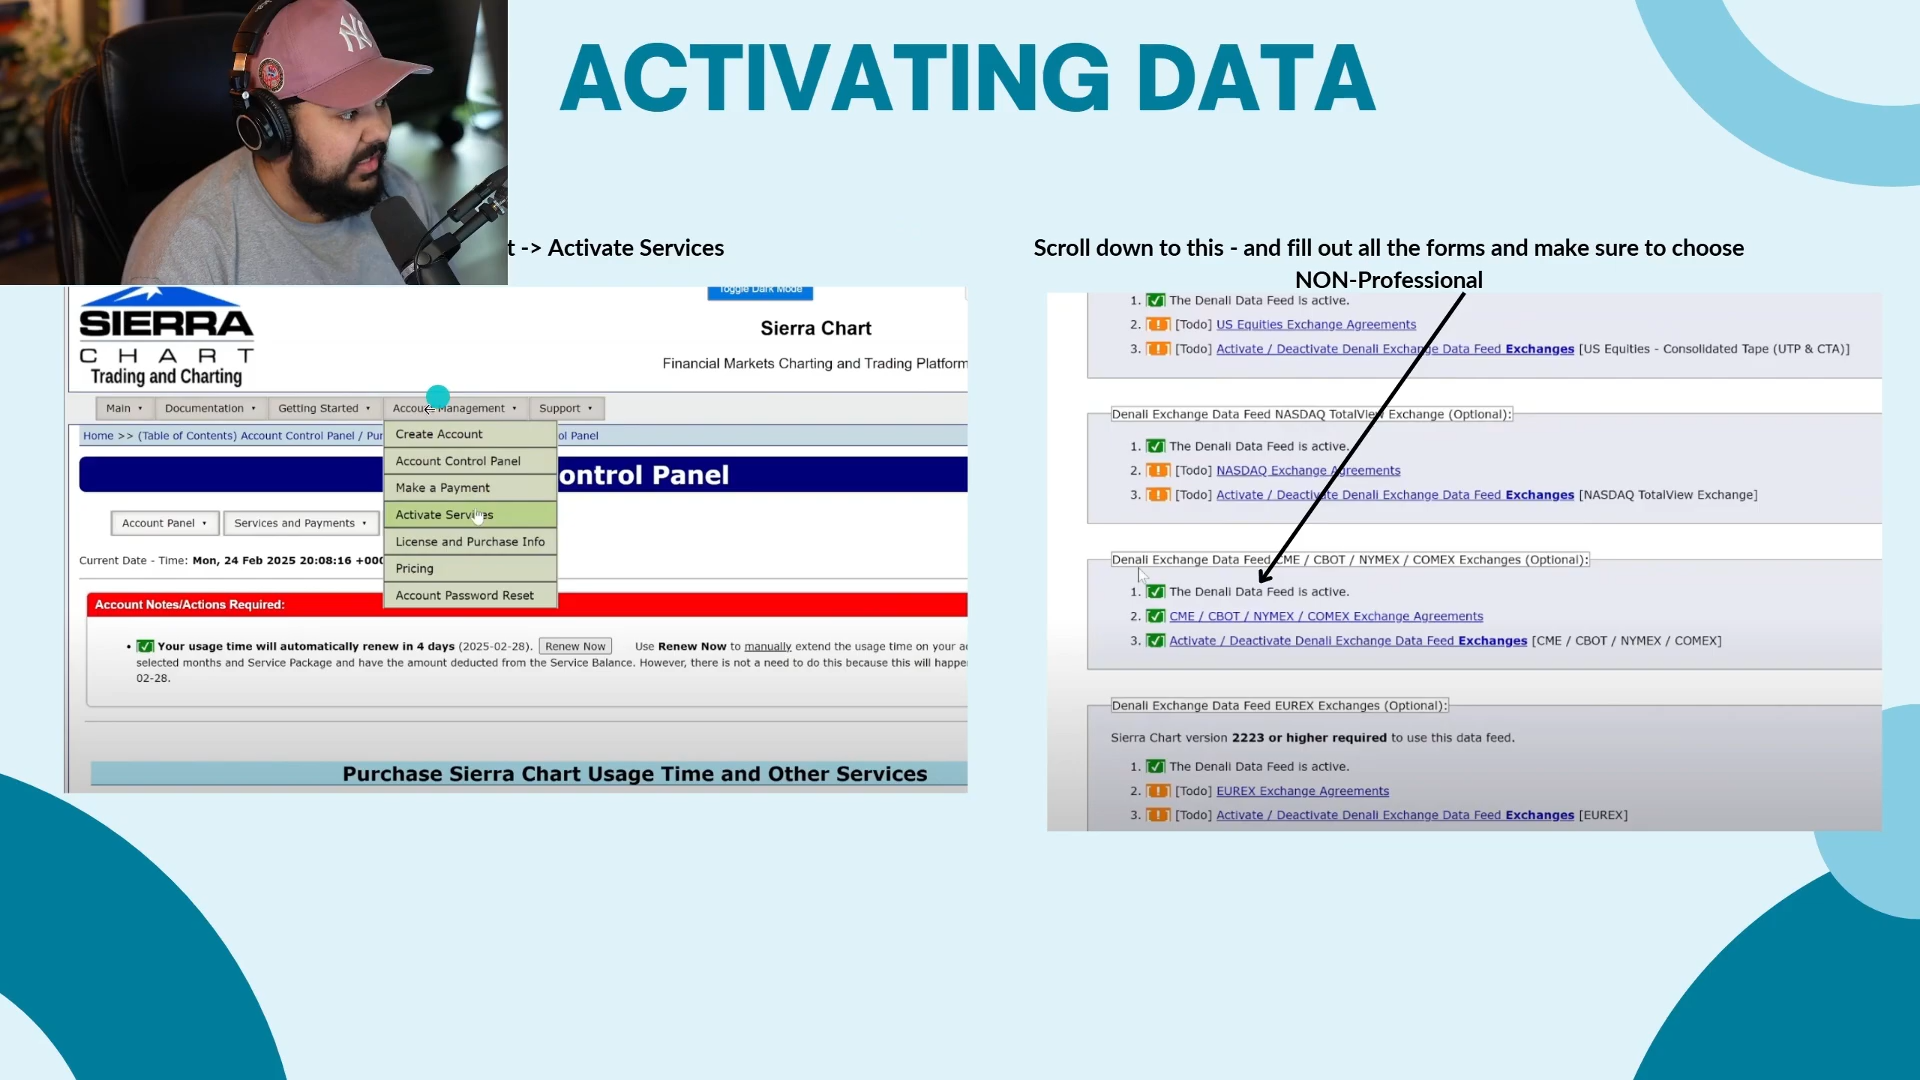 ACTIVATING DATA
t -> Activate Services
Scroll down to this - and fill out all the forms and make sure to choose
NON-Professional
Toggle Dark Mode
SIERRA
CHART
Trading and Charting
Sierra Chart
Financial Markets Charting and Trading Platform
Main
Documentation
Getting Started
Account Management
Support
Home >> (Table of Contents) Account Control Panel / Pur
ol Panel
Create Account
Account Control Panel
Make a Payment
Activate Services
License and Purchase Info
Pricing
Account Password Reset
ontrol Panel
Account Panel
Services and Payments
Current Date - Time: Mon, 24 Feb 2025 20:08:16 +000
Account Notes/Actions Required:
Your usage time will automatically renew in 4 days (2025-02-28). Renew Now Use Renew Now to manually extend the usage time on your ac
selected months and Service Package and have the amount deducted from the Service Balance. However, there is not a need to do this because this will happe
02-28.
Purchase Sierra Chart Usage Time and Other Services
1. The Denali Data Feed is active.
2. [Todo] US Equities Exchange Agreements
3. [Todo] Activate / Deactivate Denali Exchange Data Feed Exchanges [US Equities - Consolidated Tape (UTP & CTA)]
Denali Exchange Data Feed NASDAQ TotalView Exchange (Optional):
1. The Denali Data Feed is active.
2. [Todo] NASDAQ Exchange Agreements
3. [Todo] Activate / Deactivate Denali Exchange Data Feed Exchanges [NASDAQ TotalView Exchange]
Denali Exchange Data Feed CME / CBOT / NYMEX / COMEX Exchanges (Optional):
1. The Denali Data Feed is active.
2. CME / CBOT / NYMEX / COMEX Exchange Agreements
3. Activate / Deactivate Denali Exchange Data Feed Exchanges [CME / CBOT / NYMEX / COMEX]
Denali Exchange Data Feed EUREX Exchanges (Optional):
Sierra Chart version 2223 or higher required to use this data feed.
1. The Denali Data Feed is active.
2. [Todo] EUREX Exchange Agreements
3. [Todo] Activate / Deactivate Denali Exchange Data Feed Exchanges [EUREX]